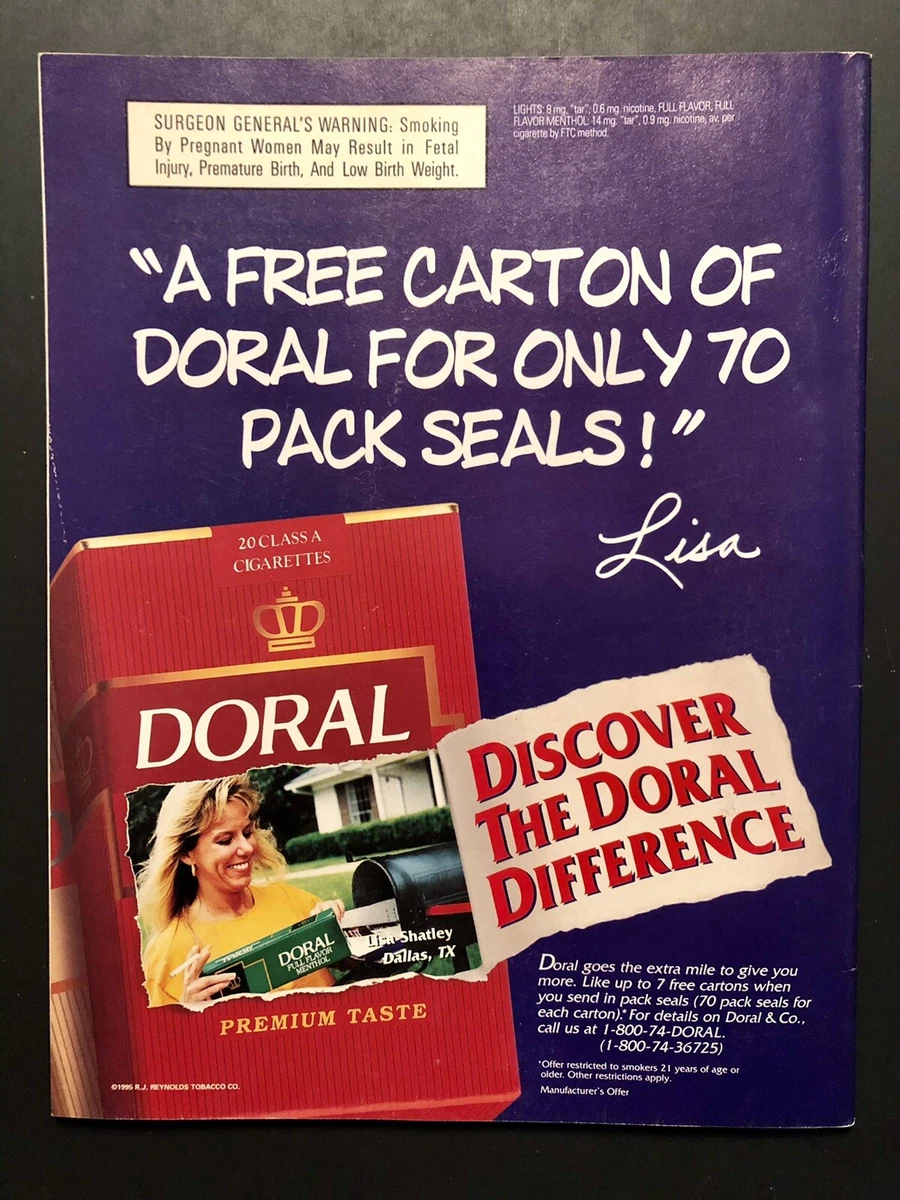 SURGEON GENERAL'S WARNING: Smoking
By Pregnant Women May Result in Fetal
Injury, Premature Birth, And Low Birth Weight.
LIGHTS: 8 mg. "tar", 0.6 mg. nicotine, FULL FLAVOR, FULL
FLAVOR MENTHOL: 14 mg. "tar", 0.9 mg. nicotine, av. per
cigarette by FTC method.
"A FREE CARTON OF
DORAL FOR ONLY 70
PACK SEALS!"
Lisa
20 CLASS A
CIGARETTES
DORAL
DISCOVER
THE DORAL
DIFFERENCE
DORAL
FULL FLAVOR
MENTHOL
Lisa Shatley
Dallas, TX
PREMIUM TASTE
Doral goes the extra mile to give you
more. Like up to 7 free cartons when
you send in pack seals (70 pack seals for
each carton).* For details on Doral & Co.,
call us at 1-800-74-DORAL.
(1-800-74-36725)
*Offer restricted to smokers 21 years of age or
older. Other restrictions apply.
Manufacturer's Offer
©1995 R.J. REYNOLDS TOBACCO CO.